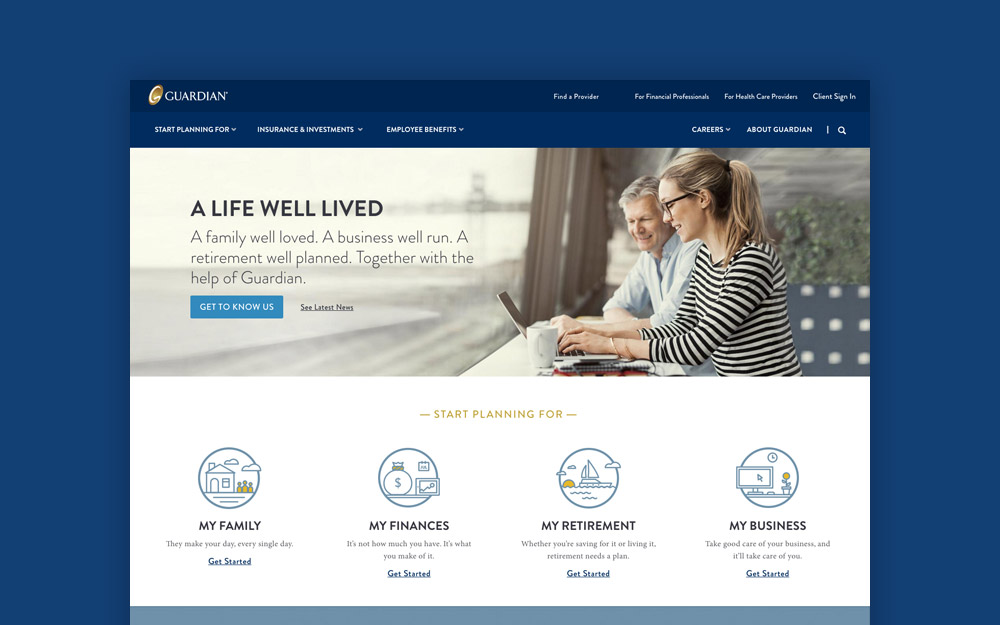 GUARDIAN®
Find a Provider
For Financial Professionals
For Health Care Providers
Client Sign In
START PLANNING FOR
INSURANCE & INVESTMENTS
EMPLOYEE BENEFITS
CAREERS
ABOUT GUARDIAN
A LIFE WELL LIVED
A family well loved. A business well run. A
retirement well planned. Together with the
help of Guardian.
GET TO KNOW US
See Latest News
— START PLANNING FOR —
$
MY FAMILY
They make your day, every single day.
Get Started
MY FINANCES
It's not how much you have. It's what
you make of it.
Get Started
MY RETIREMENT
Whether you're saving for it or living it,
retirement needs a plan.
Get Started
MY BUSINESS
Take good care of your business, and
it'll take care of you.
Get Started